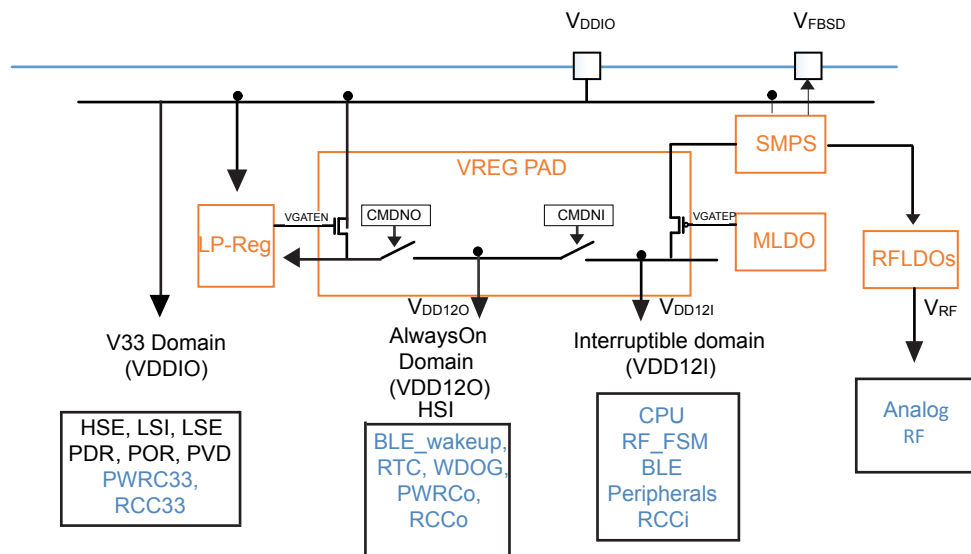 VDDIO
VFBSD
VREG PAD
SMPS
CMDNO
CMDNI
VGATEN
VGATEP
LP-Reg
MLDO
RFLDOs
VDD12O
VDD12I
VRF
V33 Domain
(VDDIO)
AlwaysOn
Domain
(VDD12O)
HSI
Interruptible domain
(VDD12I)
HSE, LSI, LSE
PDR, POR, PVD
PWRC33,
RCC33
BLE_wakeup,
RTC, WDOG,
PWRCo,
RCCo
CPU
RF_FSM
BLE
Peripherals
RCCi
Analog
RF